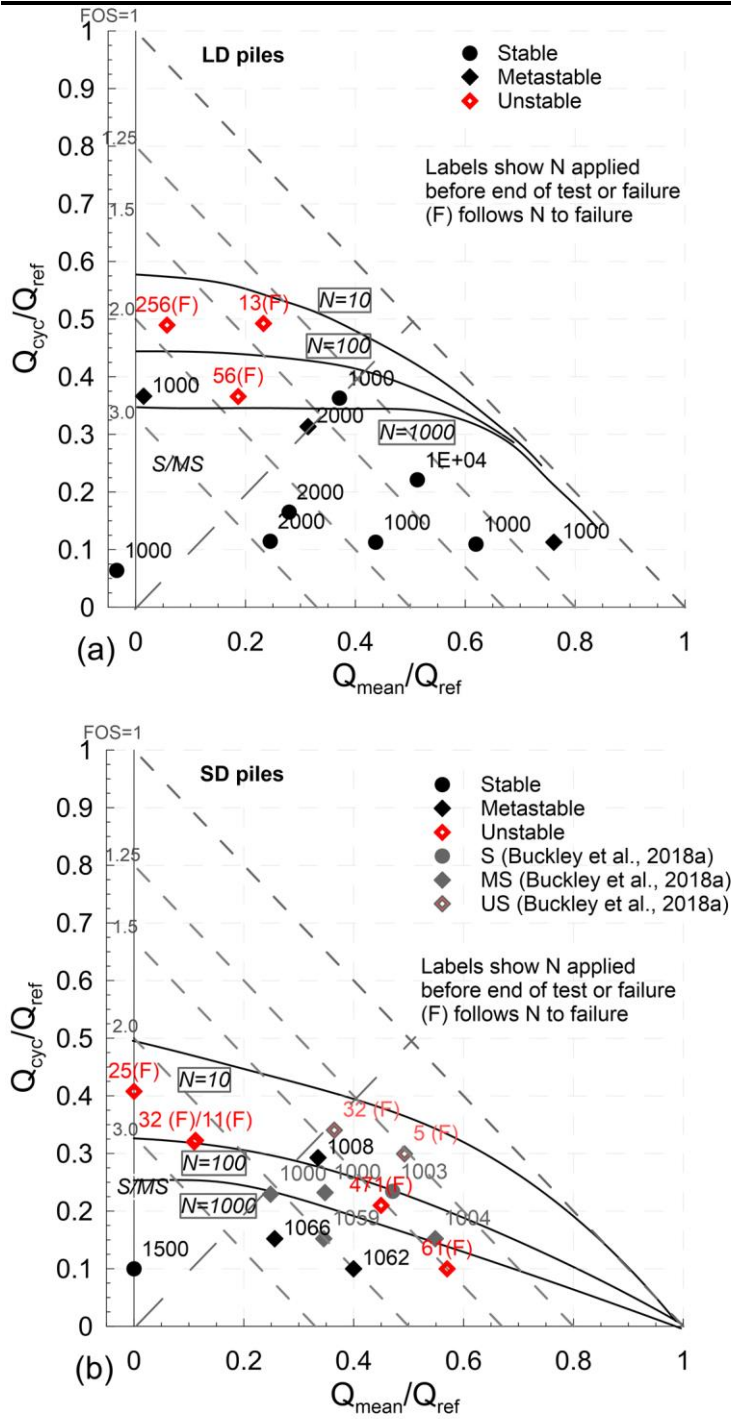 FOS=1
LD piles
Stable
Metastable
Unstable
Labels show N applied
before end of test or failure
(F) follows N to failure
1
0.9
0.8
0.7
0.6
0.5
0.4
0.3
0.2
0.1
0
Qcyc/Qref
1.25
1.5
2.0
3.0
N=10
256(F)
13(F)
N=100
1000
56(F)
1000
2000
N=1000
S/MS
1E+04
2000
2000
1000
1000
1000
1000
0
0.2
0.4
0.6
0.8
1
(a)
Qmean/Qref
FOS=1
SD piles
Stable
Metastable
Unstable
S (Buckley et al., 2018a)
MS (Buckley et al., 2018a)
US (Buckley et al., 2018a)
Labels show N applied
before end of test or failure
(F) follows N to failure
1
0.9
0.8
0.7
0.6
0.5
0.4
0.3
0.2
0.1
0
Qcyc/Qref
1.25
1.5
2.0
3.0
25(F)
N=10
32 (F)/11(F)
32 (F)
5 (F)
1008
N=100
1000
1000
1003
471(F)
S/MS
N=1000
1066
1059
1004
1500
1062
61(F)
0
0.2
0.4
0.6
0.8
1
(b)
Qmean/Qref